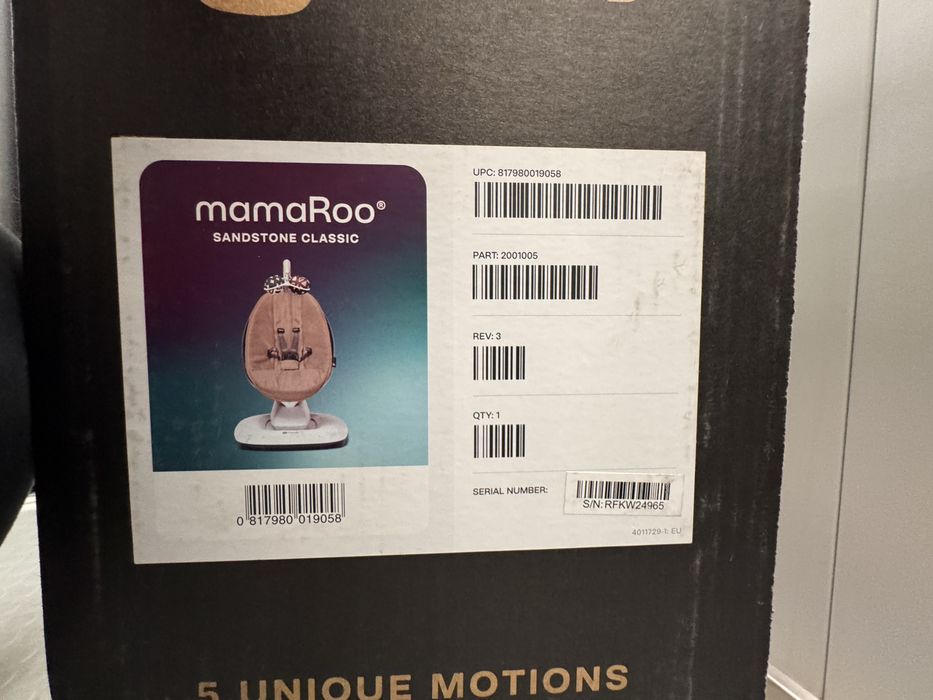 mamaRoo®
SANDSTONE CLASSIC
0 817980 019058
UPC: 817980019058
PART: 2001005
REV: 3
QTY: 1
SERIAL NUMBER:
S/N: RFKW24965
4011729-1: EU
5 UNIQUE MOTIONS